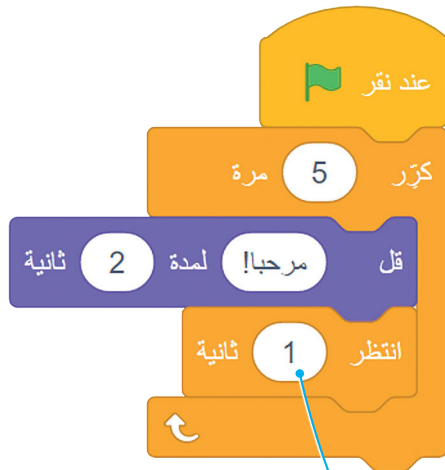 عند نقر
كرِّر 5 مرة
قل مرحبا! لمدة 2 ثانية
انتظر 1 ثانية